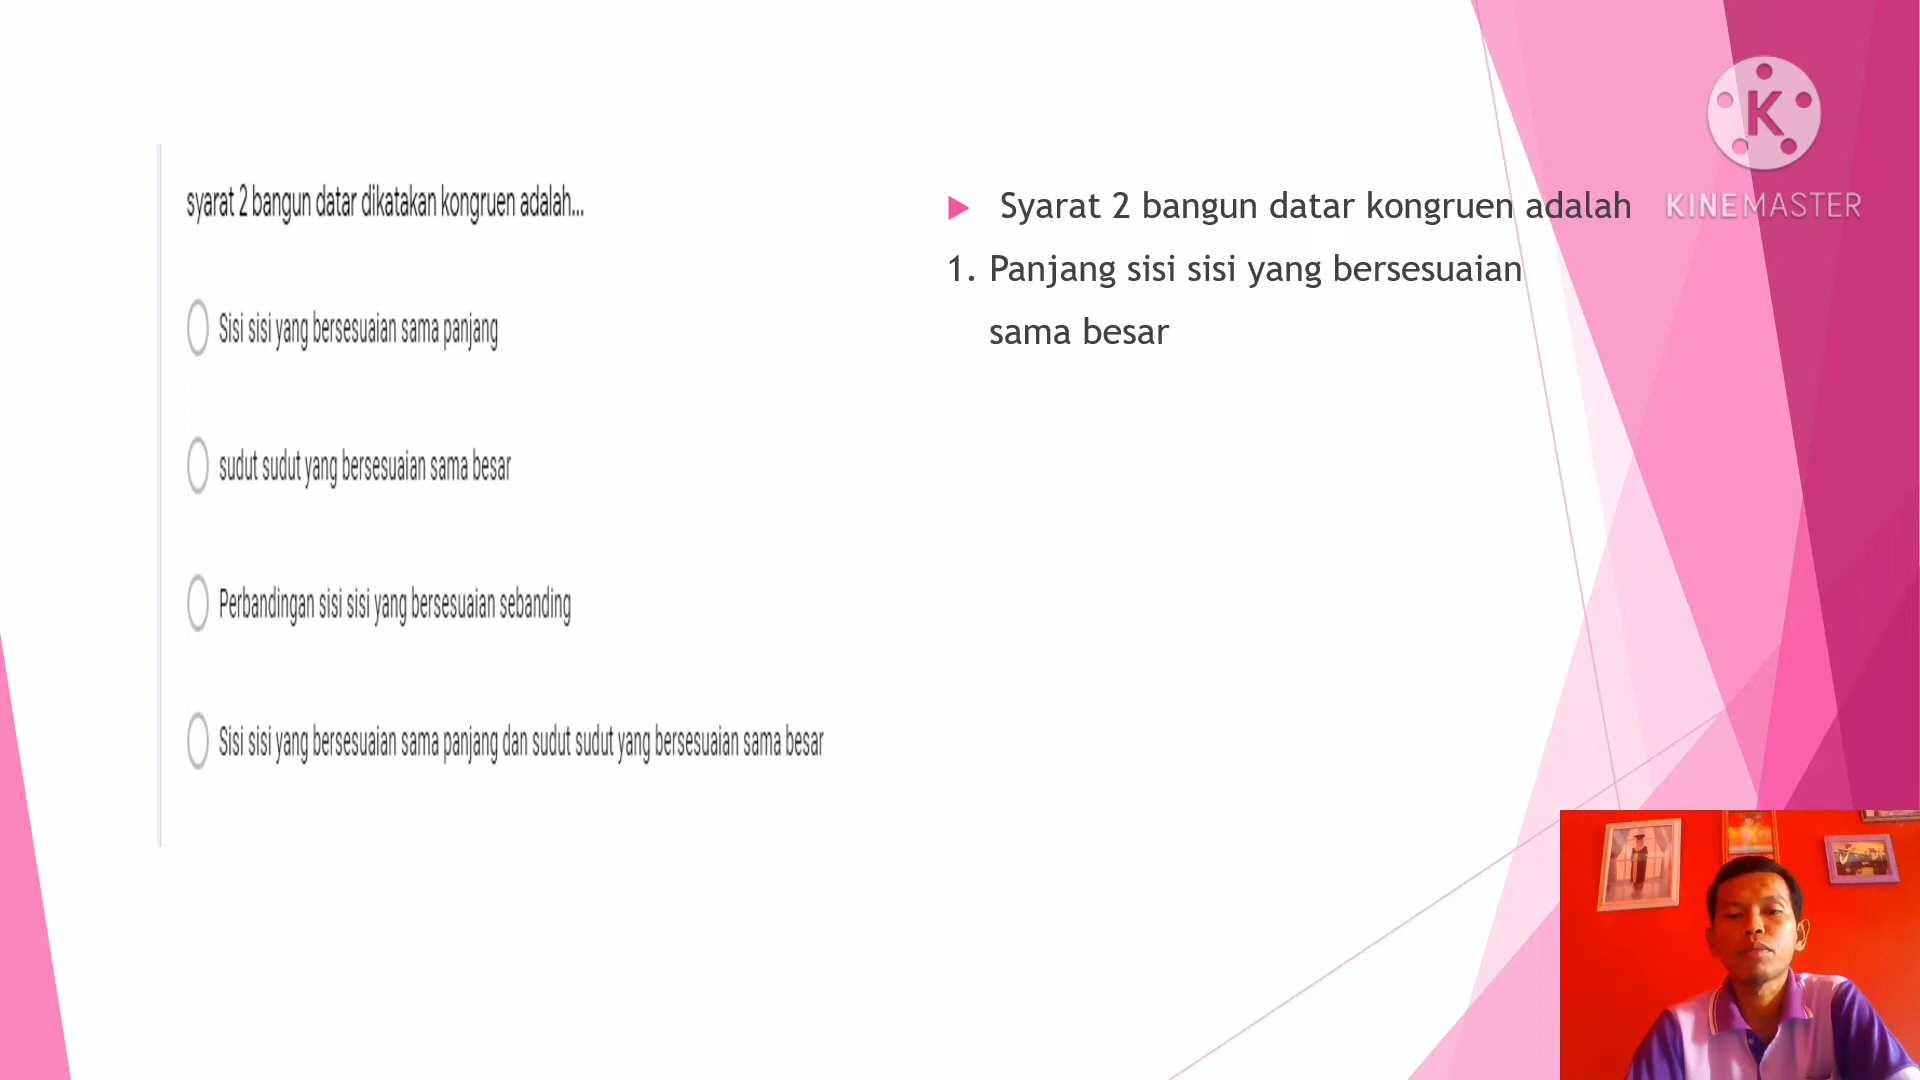 syarat 2 bangun datar dikatakan kongruen adalah...
Sisi sisi yang bersesuaian sama panjang
sudut sudut yang bersesuaian sama besar
Perbandingan sisi sisi yang bersesuaian sebanding
Sisi sisi yang bersesuaian sama panjang dan sudut sudut yang bersesuaian sama besar
Syarat 2 bangun datar kongruen adalah
1. Panjang sisi sisi yang bersesuaian
sama besar
K
KINEMASTER